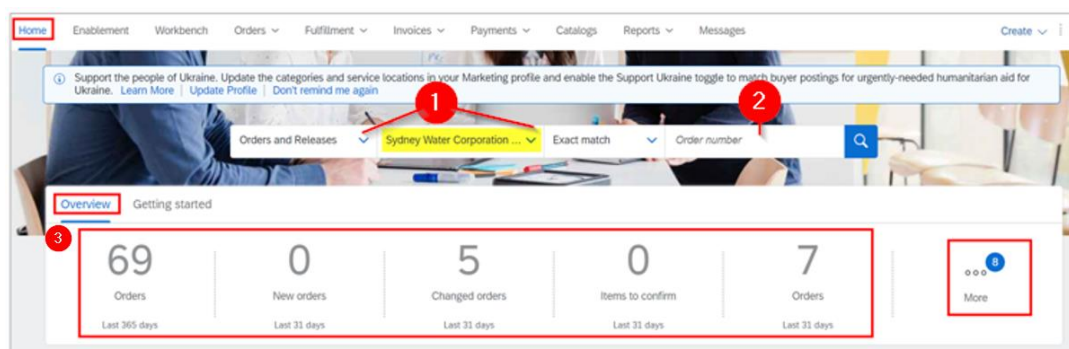 Home Enablement Workbench Orders Fulfillment Invoices Payments Catalogs Reports Messages Create
Support the people of Ukraine. Update the categories and service locations in your Marketing profile and enable the Support Ukraine toggle to match buyer postings for urgently-needed humanitarian aid for
Ukraine. Learn More | Update Profile | Don't remind me again
1 2
Orders and Releases Sydney Water Corporation ... Exact match Order number
Overview Getting started
3
69 0 5 0 7 8
Orders New orders Changed orders Items to confirm Orders More
Last 365 days Last 31 days Last 31 days Last 31 days Last 31 days